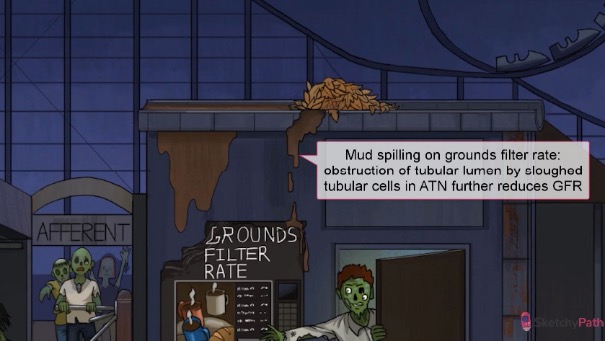 Mud spilling on grounds filter rate:
obstruction of tubular lumen by sloughed
tubular cells in ATN further reduces GFR
AFFERENT
GROUNDS
FILTER
RATE
SketchyPath